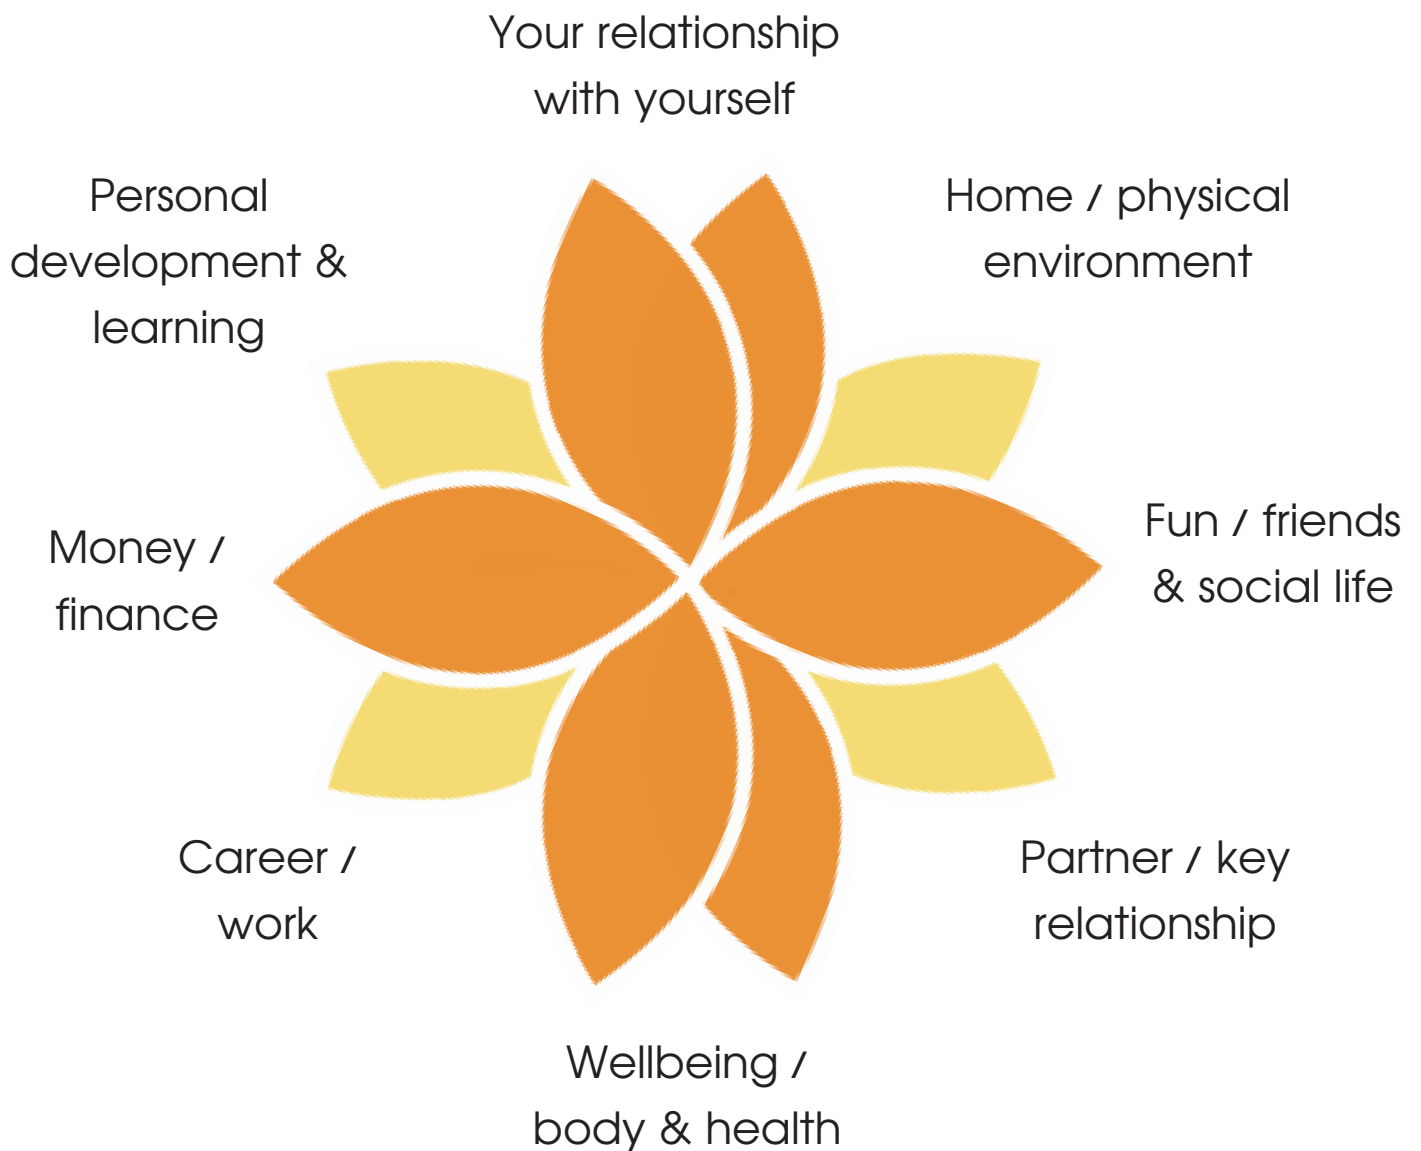 Your relationship
with yourself
Personal
development &
learning
Home / physical
environment
Money /
finance
Fun / friends
& social life
Career /
work
Partner / key
relationship
Wellbeing /
body & health